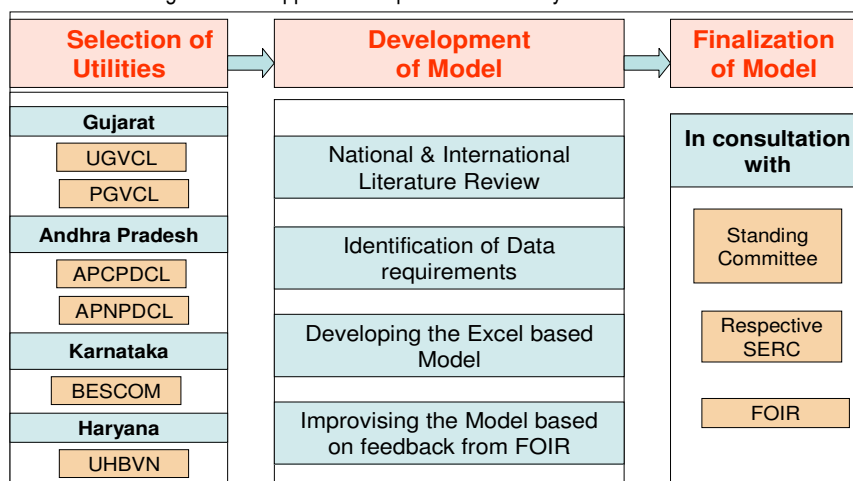 Selection of
Utilities
Development
of Model
Finalization
of Model
Gujarat
UGVCL
PGVCL
Andhra Pradesh
APCPDCL
APNPDCL
Karnataka
BESCOM
Haryana
UHBVN
National & International
Literature Review
Identification of Data
requirements
Developing the Excel based
Model
Improvising the Model based
on feedback from FOIR
In consultation
with
Standing
Committee
Respective
SERC
FOIR